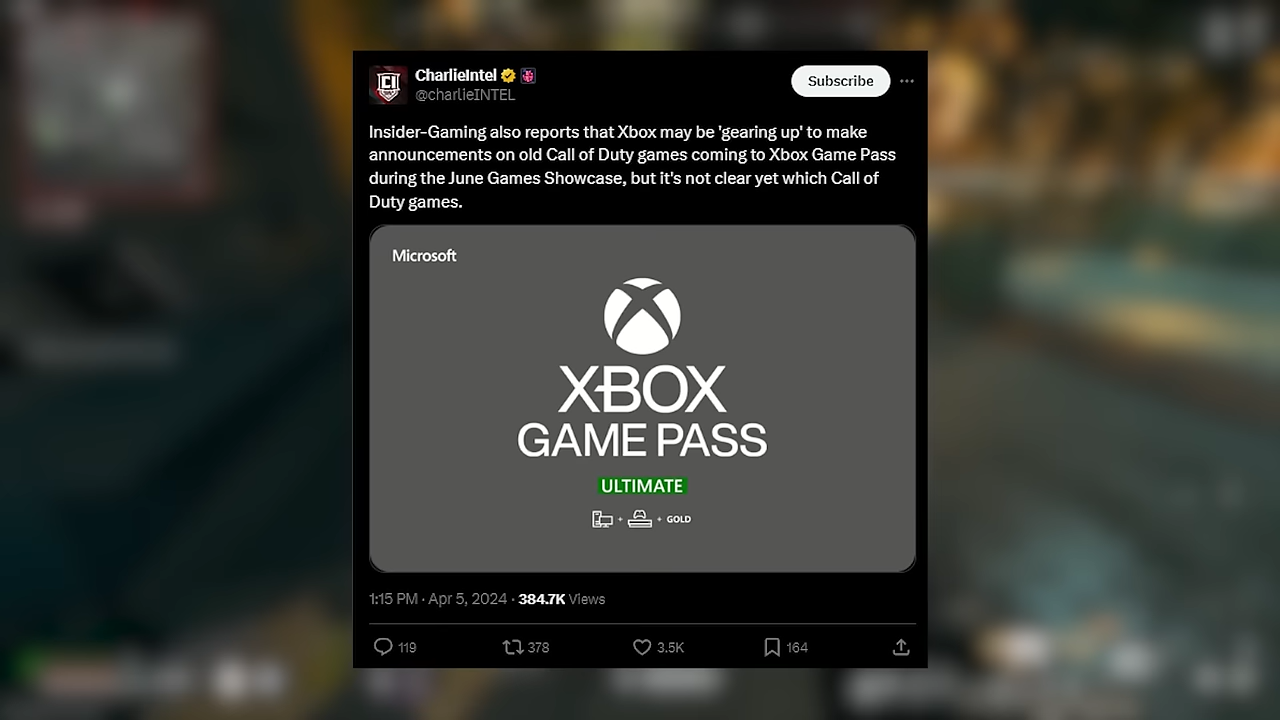 CharlieIntel
@charlieINTEL
Subscribe
Insider-Gaming also reports that Xbox may be 'gearing up' to make
announcements on old Call of Duty games coming to Xbox Game Pass
during the June Games Showcase, but it's not clear yet which Call of
Duty games.
Microsoft
XBOX
GAME PASS
ULTIMATE
+ + GOLD
1:15 PM · Apr 5, 2024 · 384.7K Views
119 378 3.5K 164